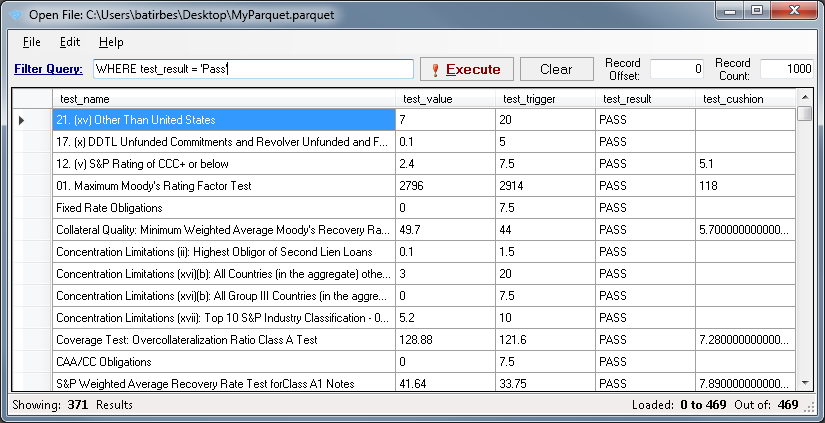 Open File: C:\Users\batirbes\Desktop\MyParquet.parquet
File Edit Help
Filter Query: WHERE test_result = 'Pass' Execute Clear Record Offset: 0 Record Count: 1000
test_name test_value test_trigger test_result test_cushion
21. (xv) Other Than United States 7 20 PASS
17. (x) DDTL Unfunded Commitments and Revolver Unfunded and F... 0.1 5 PASS
12. (v) S&P Rating of CCC+ or below 2.4 7.5 PASS 5.1
01. Maximum Moody's Rating Factor Test 2796 2914 PASS 118
Fixed Rate Obligations 0 7.5 PASS
Collateral Quality: Minimum Weighted Average Moody's Recovery Ra... 49.7 44 PASS 5.700000000000...
Concentration Limitations (ii): Highest Obligor of Second Lien Loans 0.1 1.5 PASS
Concentration Limitations (xvi)(b): All Countries (in the aggregate) othe... 3 20 PASS
Concentration Limitations (xvi)(b): All Group III Countries (in the aggre... 0 7.5 PASS
Concentration Limitations (xvii): Top 10 S&P Industry Classification - 0... 5.2 10 PASS
Coverage Test: Overcollateralization Ratio Class A Test 128.88 121.6 PASS 7.280000000000...
CAA/CC Obligations 0 7.5 PASS
S&P Weighted Average Recovery Rate Test forClass A1 Notes 41.64 33.75 PASS 7.890000000000...
Showing: 371 Results Loaded: 0 to 469 Out of: 469